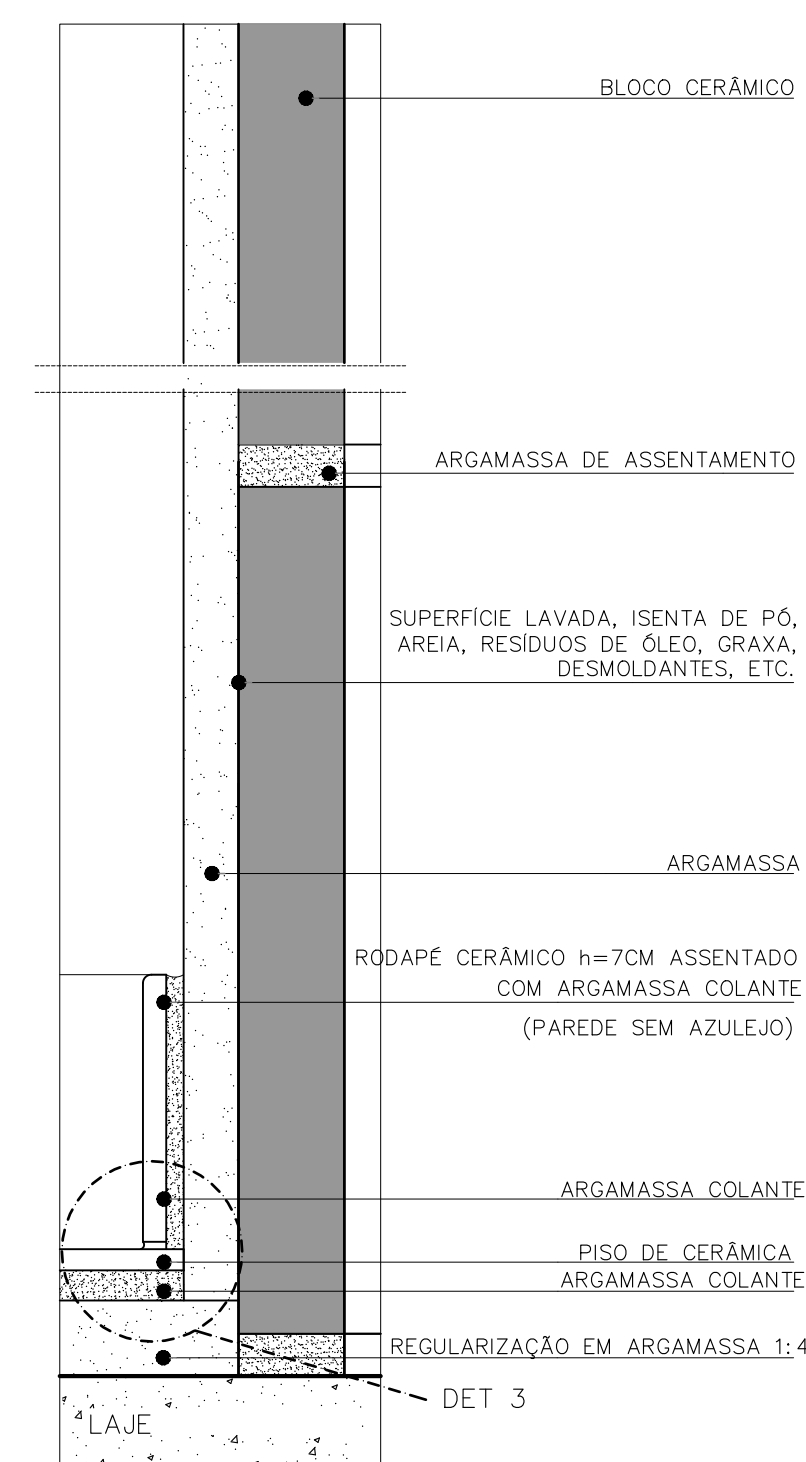 BLOCO CERÂMICO
ARGAMASSA DE ASSENTAMENTO
SUPERFÍCIE LAVADA, ISENTA DE PÓ,
AREIA, RESÍDUOS DE ÓLEO, GRAXA,
DESMOLDANTES, ETC.
ARGAMASSA
RODAPÉ CERÂMICO h=7CM ASSENTADO
COM ARGAMASSA COLANTE
(PAREDE SEM AZULEJO)
ARGAMASSA COLANTE
PISO DE CERÂMICA
ARGAMASSA COLANTE
REGULARIZAÇÃO EM ARGAMASSA 1:4
DET 3
LAJE